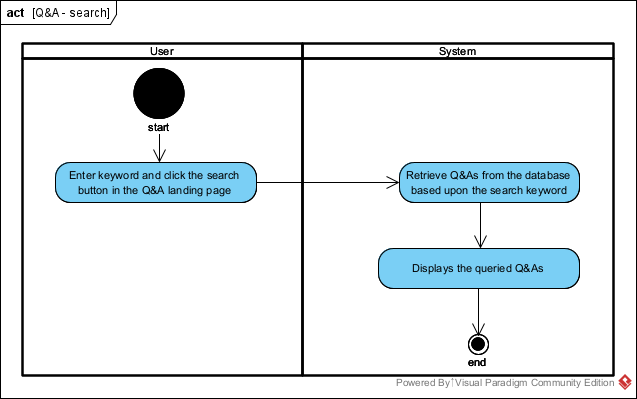 act [Q&A - search]
User
System
start
Enter keyword and click the search
button in the Q&A landing page
Retrieve Q&As from the database
based upon the search keyword
Displays the queried Q&As
end
Powered By Visual Paradigm Community Edition